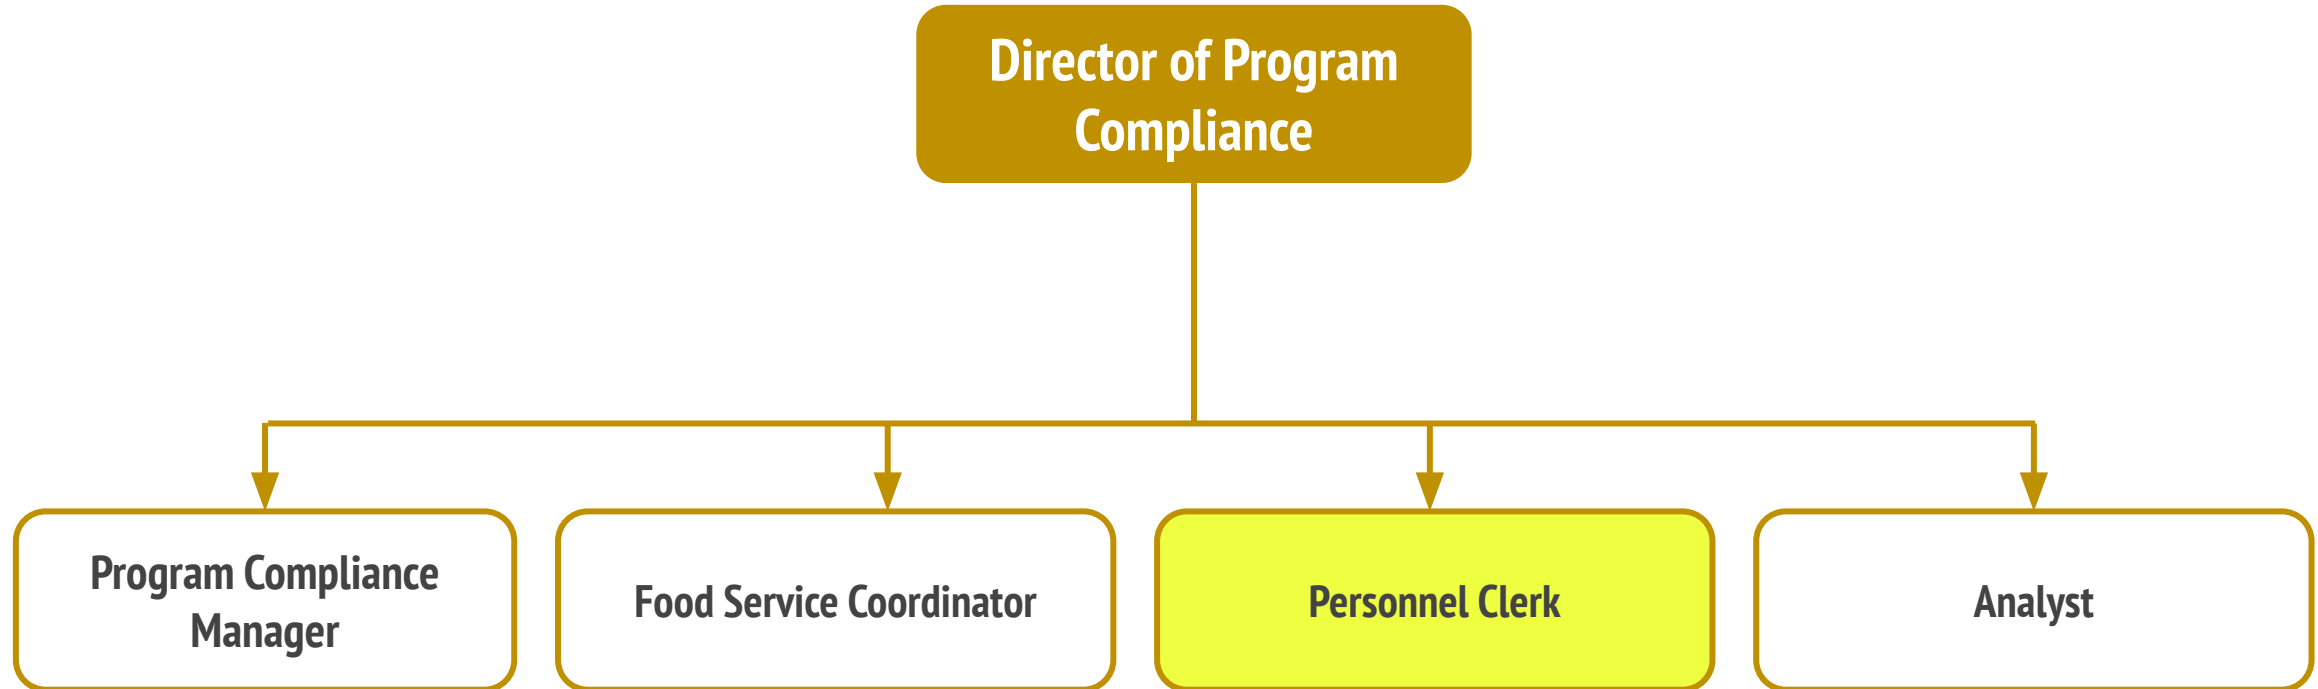 Director of Program
Compliance
Program Compliance
Manager
Food Service Coordinator
Personnel Clerk
Analyst